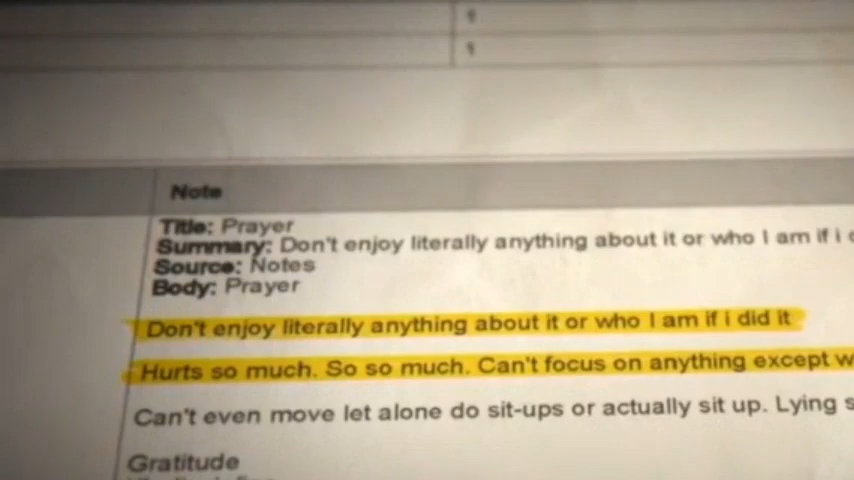 1
Note
Title: Prayer
Summary: Don't enjoy literally anything about it or who I am if i
Source: Notes
Body: Prayer
Don't enjoy literally anything about it or who I am if i did it
Hurts so much. So so much. Can't focus on anything except w
Can't even move let alone do sit-ups or actually sit up. Lying s
Gratitude